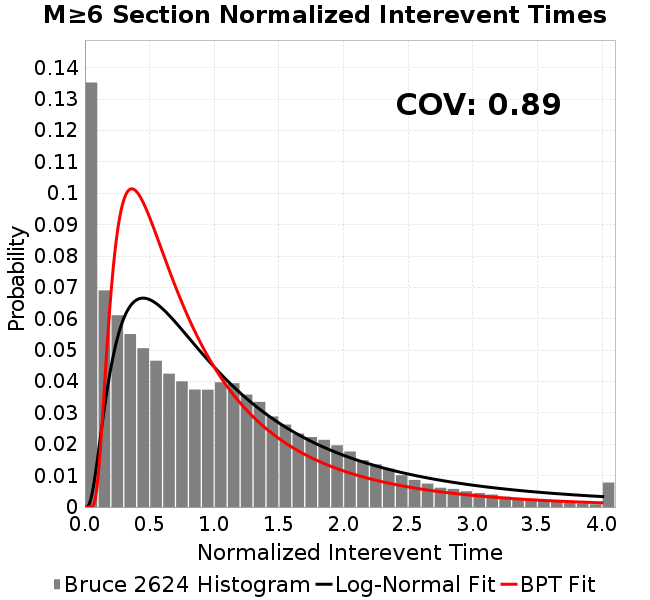 M≥6 Section Normalized Interevent Times
COV: 0.89
Probability
0.14
0.13
0.12
0.11
0.1
0.09
0.08
0.07
0.06
0.05
0.04
0.03
0.02
0.01
0
0.0 0.5 1.0 1.5 2.0 2.5 3.0 3.5 4.0
Normalized Interevent Time
Bruce 2624 Histogram Log-Normal Fit BPT Fit